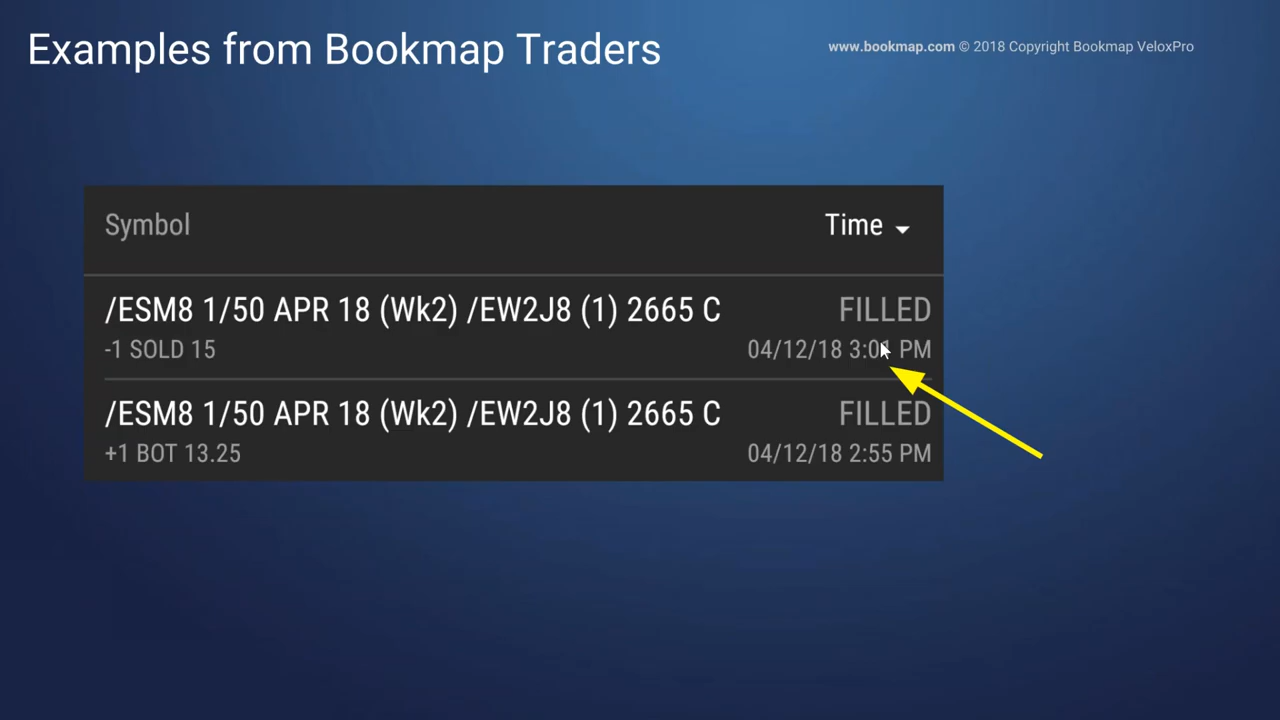 Examples from Bookmap Traders
www.bookmap.com © 2018 Copyright Bookmap VeloxPro
Symbol Time
/ESM8 1/50 APR 18 (Wk2) /EW2J8 (1) 2665 C FILLED
-1 SOLD 15 04/12/18 3:01 PM
/ESM8 1/50 APR 18 (Wk2) /EW2J8 (1) 2665 C FILLED
+1 BOT 13.25 04/12/18 2:55 PM